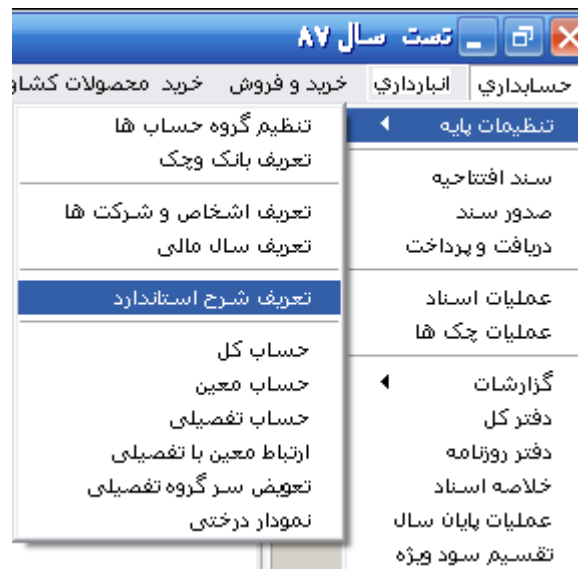 تست سال ۸۷
حسابداري انبارداري خريد و فروش خريد محصولات كشاو
تنظیمات پایه
سند افتتاحیه
صدور سند
دریافت و پرداخت
عملیات اسناد
عملیات چک ها
گزارشات
دفتر کل
دفتر روزنامه
خلاصه اسناد
عملیات پایان سال
تقسیم سود ویژه
تنظیم گروه حساب ها
تعریف بانک وچک
تعریف اشخاص و شرکت ها
تعریف سال مالی
تعریف شرح استاندارد
حساب کل
حساب معین
حساب تفصیلی
ارتباط معین با تفصیلی
تعویض سر گروه تفصیلی
نمودار درختی